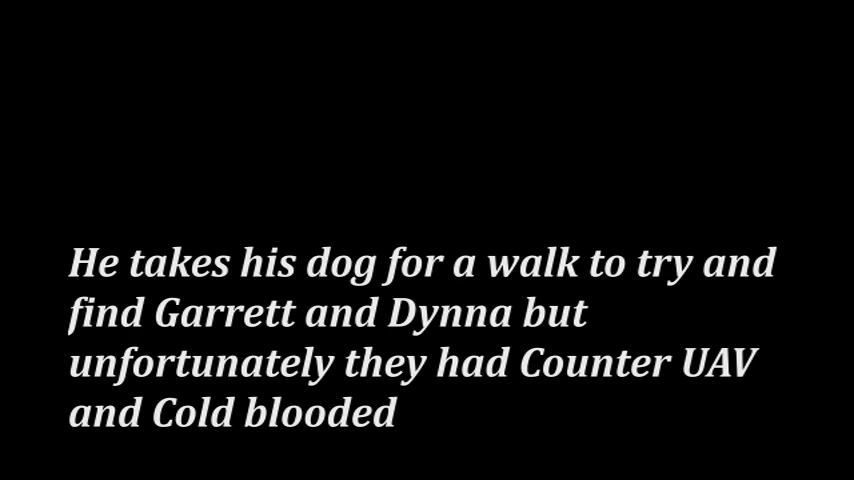 He takes his dog for a walk to try and
find Garrett and Dynna but
unfortunately they had Counter UAV
and Cold blooded